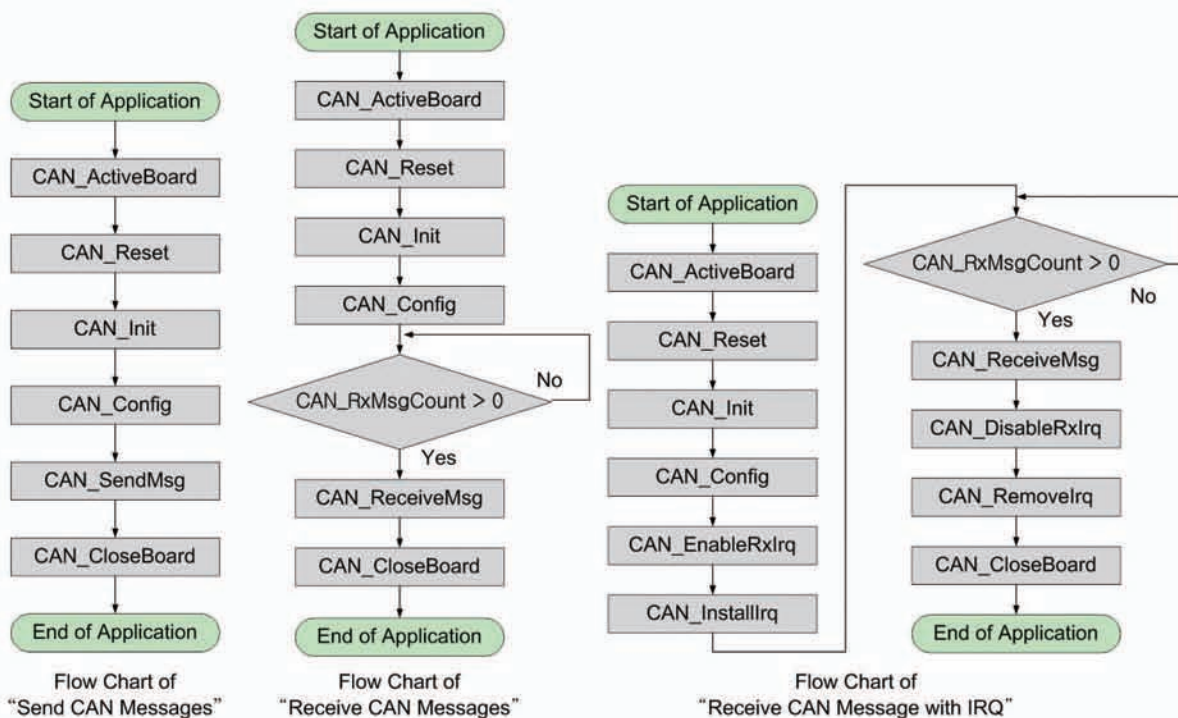 Start of Application
CAN_ActiveBoard
CAN_Reset
CAN_Init
CAN_Config
CAN_SendMsg
CAN_CloseBoard
End of Application
Flow Chart of
“Send CAN Messages”
Start of Application
CAN_ActiveBoard
CAN_Reset
CAN_Init
CAN_Config
CAN_RxMsgCount > 0
No
Yes
CAN_ReceiveMsg
CAN_CloseBoard
End of Application
Flow Chart of
“Receive CAN Messages”
Start of Application
CAN_ActiveBoard
CAN_Reset
CAN_Init
CAN_Config
CAN_EnableRxIrq
CAN_InstallIrq
CAN_RxMsgCount > 0
No
Yes
CAN_ReceiveMsg
CAN_DisableRxIrq
CAN_RemoveIrq
CAN_CloseBoard
End of Application
Flow Chart of
“Receive CAN Message with IRQ”